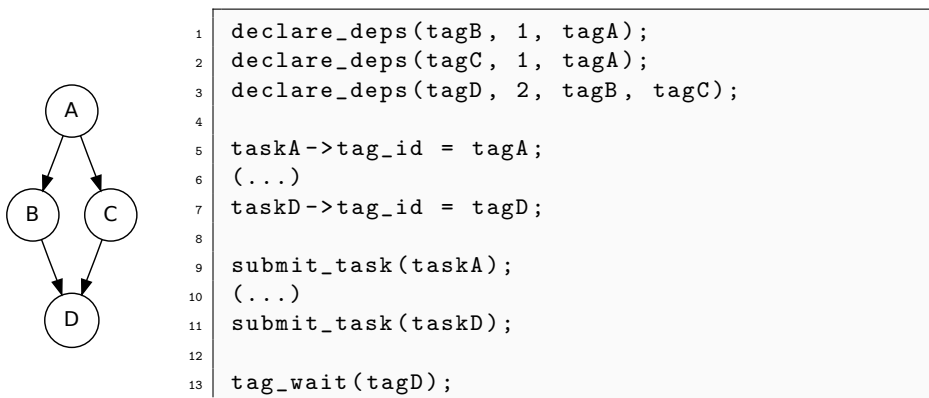 A
B
C
D
1 declare_deps(tagB, 1, tagA);
2 declare_deps(tagC, 1, tagA);
3 declare_deps(tagD, 2, tagB, tagC);
4
5 taskA->tag_id = tagA;
6 (...)
7 taskD->tag_id = tagD;
8
9 submit_task(taskA);
10 (...)
11 submit_task(taskD);
12
13 tag_wait(tagD);